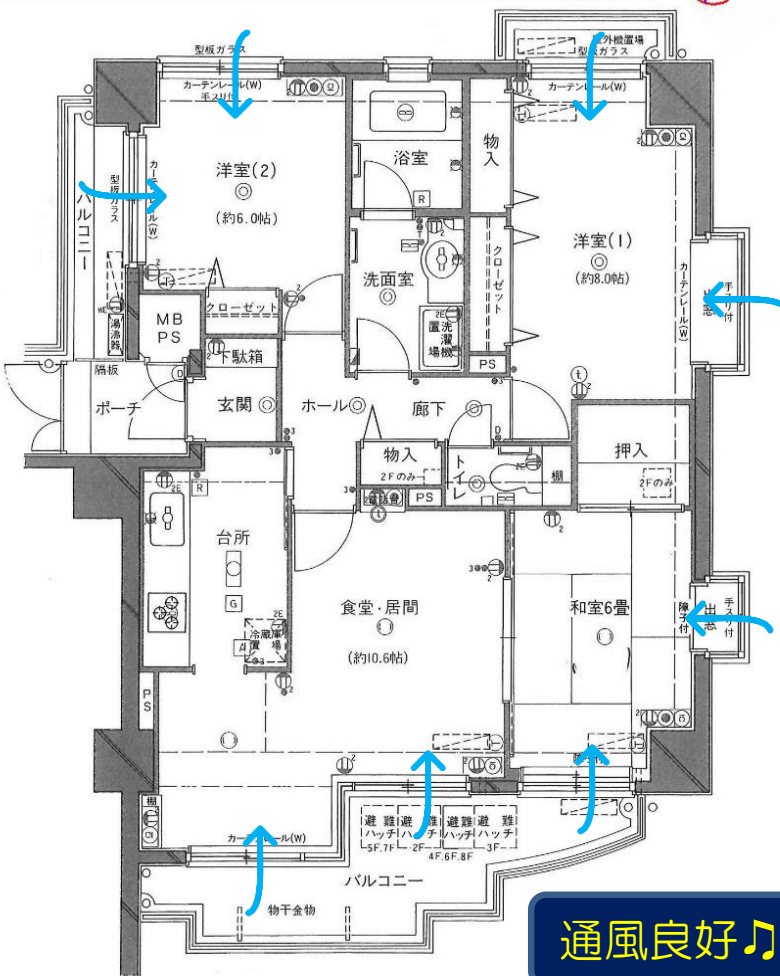 型板ガラス
室外機置場
型板ガラス
カーテンレール(W)
手スリ付
カーテンレール(W)
洋室(2)
(約6.0帖)
浴室
R
物入
洋室(1)
(約8.0帖)
型板ガラス
カーテンレール(W)
バルコニー
カーテンレール(W)
出窓
手スリ付
洗面室
クローゼット
クローゼット
洗濯機
置場
2E
PS
MB
PS
湯沸器
下駄箱
隔板
ポーチ
D
玄関
ホール
廊下
物入
2Fのみ
PS
トイレ
棚
押入
2Fのみ
台所
2E
R
G
冷蔵庫
置場
2E
食堂・居間
(約10.6帖)
和室6畳
障子付
出窓
手スリ付
PS
棚
カーテンレール(W)
避難
ハッチ
5F.7F
避難
ハッチ
2F
避難
ハッチ
4F.6F.8F
避難
ハッチ
3F
バルコニー
物干金物
通風良好♫